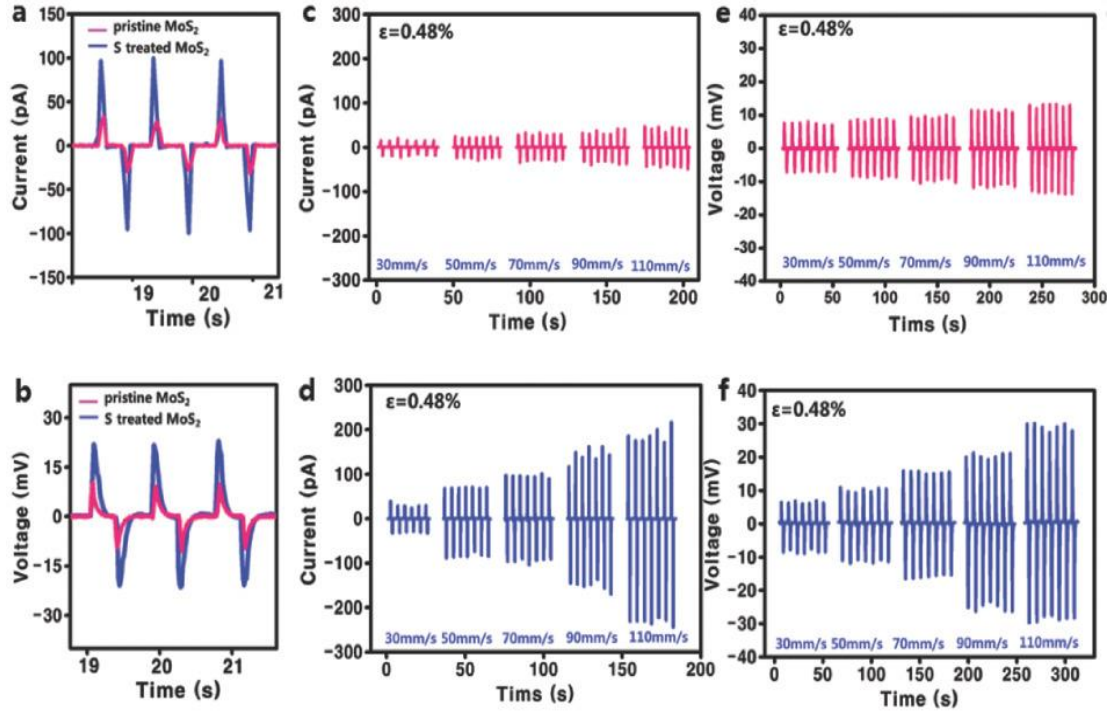 a
pristine MoS₂
S treated MoS₂
150
100
50
0
−50
−100
−150
Current (pA)
19 20 21
Time (s)
c
ε=0.48%
300
200
100
0
−100
−200
−300
Current (pA)
30mm/s 50mm/s 70mm/s 90mm/s 110mm/s
0 50 100 150 200
Time (s)
e
ε=0.48%
40
30
20
10
0
−10
−20
−30
−40
Voltage (mV)
30mm/s 50mm/s 70mm/s 90mm/s 110mm/s
0 50 100 150 200 250 300
Tims (s)
b
pristine MoS₂
S treated MoS₂
30
15
0
−15
−30
Voltage (mV)
19 20 21
Time (s)
d
ε=0.48%
300
200
100
0
−100
−200
−300
Current (pA)
30mm/s 50mm/s 70mm/s 90mm/s 110mm/s
0 50 100 150 200
Tims (s)
f
ε=0.48%
40
30
20
10
0
−10
−20
−30
−40
Voltage (mV)
30mm/s 50mm/s 70mm/s 90mm/s 110mm/s
0 50 100 150 200 250 300
Time (s)